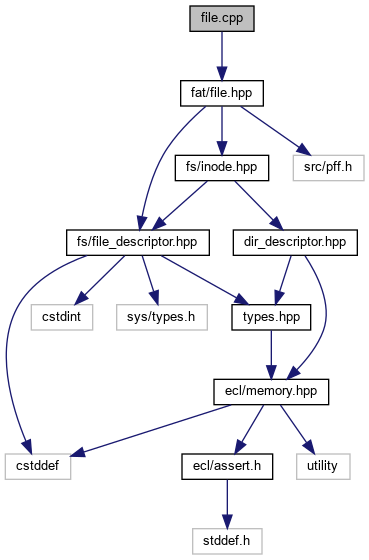 file.cpp
fat/file.hpp
fs/inode.hpp
src/pff.h
fs/file_descriptor.hpp
dir_descriptor.hpp
cstdint
sys/types.h
types.hpp
ecl/memory.hpp
cstddef
ecl/assert.h
utility
stddef.h